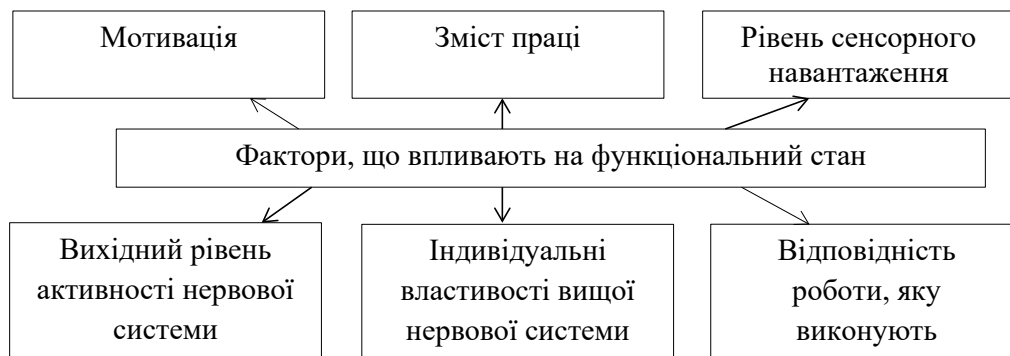 Мотивація
Зміст праці
Рівень сенсорного
навантаження
Фактори, що впливають на функціональний стан
Вихідний рівень
активності нервової
системи
Індивідуальні
властивості вищої
нервової системи
Відповідність
роботи, яку
виконують